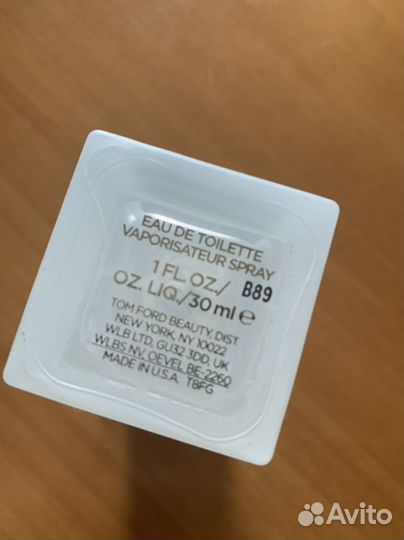 EAU DE TOILETTE
VAPORISATEUR SPRAY
1 FL OZ./
OZ. LIQ./30 ml ℮
B89
TOM FORD BEAUTY, DIST.
NEW YORK, NY 10022
WLB LTD, GU32 3DD, UK
WLBS NV, OEVEL BE-2260
MADE IN U.S.A. T8FG
Avito